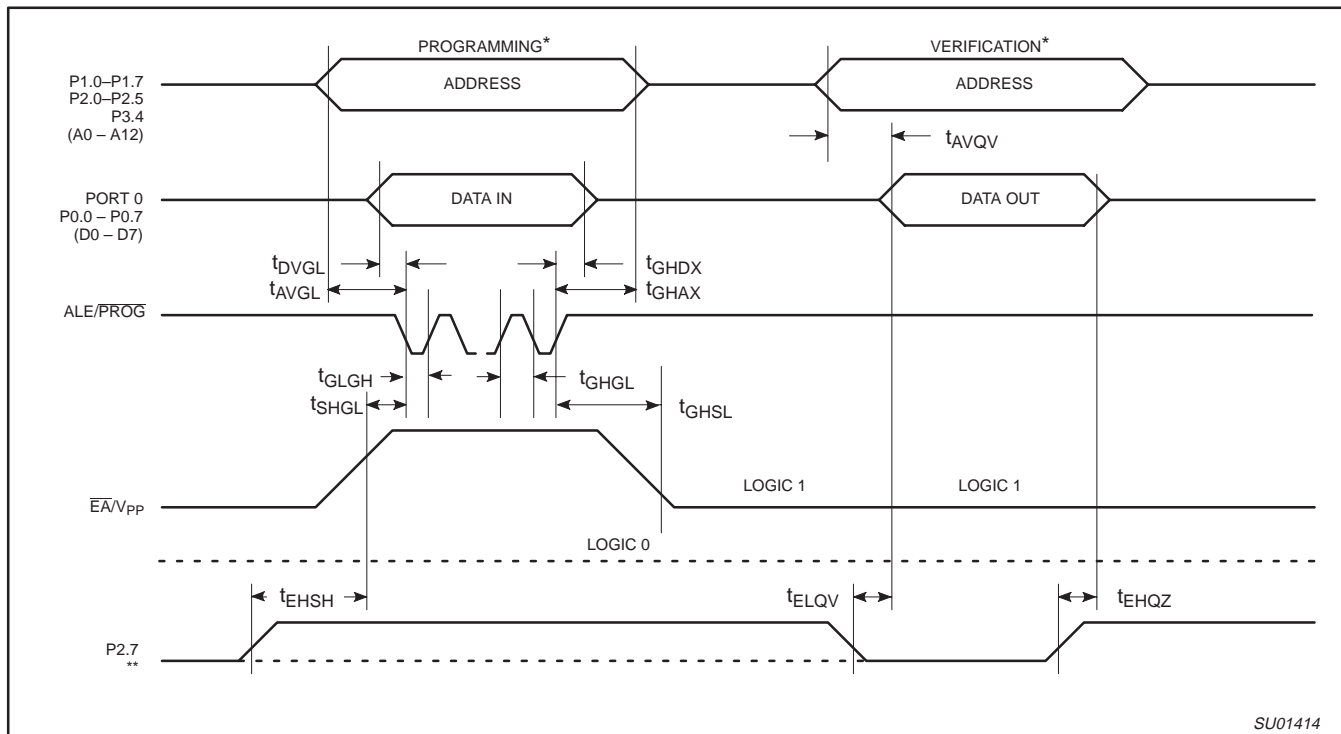 PROGRAMMING*
VERIFICATION*
P1.0–P1.7
P2.0–P2.5
P3.4
(A0 – A12)
ADDRESS
ADDRESS
tAVQV
PORT 0
P0.0 – P0.7
(D0 – D7)
DATA IN
DATA OUT
tDVGL
tGHDX
tAVGL
tGHAX
ALE/PROG
tGLGH
tGHGL
tSHGL
tGHSL
EA/VPP
LOGIC 1
LOGIC 1
LOGIC 0
tEHSH
tELQV
tEHQZ
P2.7
**
SU01414